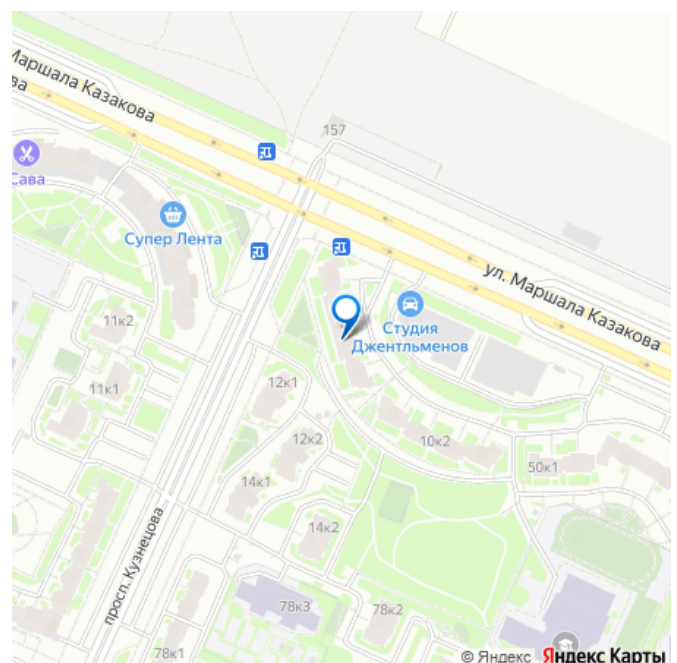 Маршала Казакова
ва
157
Сава
Супер Лента
ул. Маршала Казакова
Студия
Джентльменов
11к2
11к1
12к1
12к2
10к2
50к1
14к1
14к2
просп. Кузнецова
78к3
78к2
78к1
© Яндекс Яндекс Карты